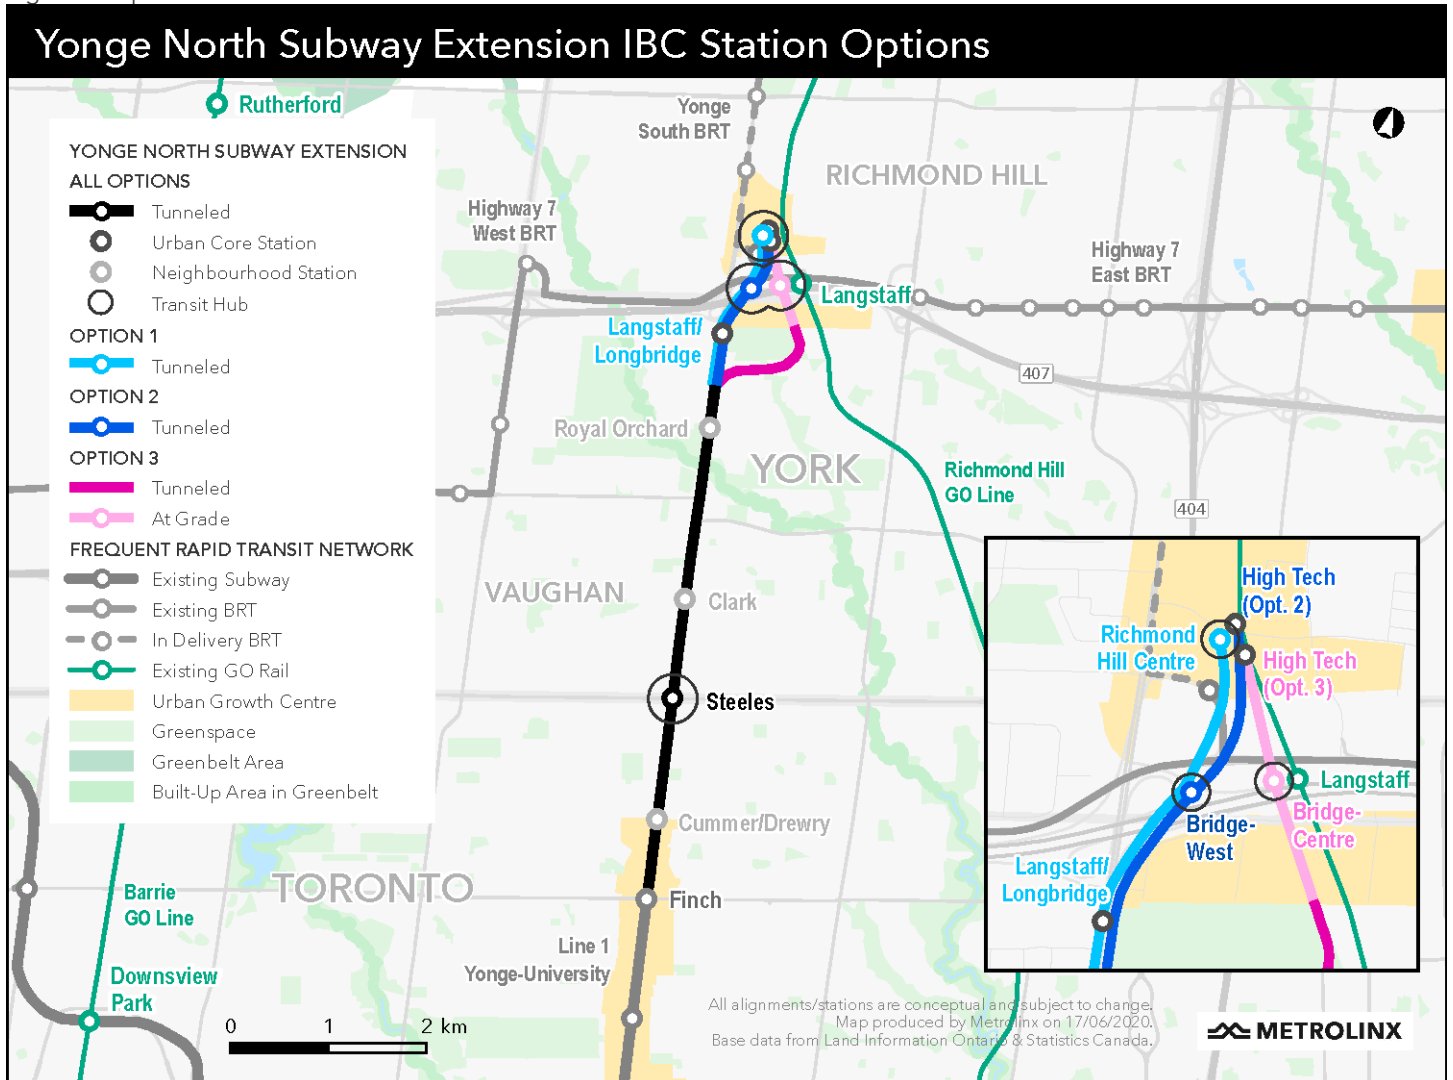 Yonge North Subway Extension IBC Station Options
Rutherford
YONGE NORTH SUBWAY EXTENSION
ALL OPTIONS
Tunneled
Urban Core Station
Neighbourhood Station
Transit Hub
OPTION 1
Tunneled
OPTION 2
Tunneled
OPTION 3
Tunneled
At Grade
FREQUENT RAPID TRANSIT NETWORK
Existing Subway
Existing BRT
In Delivery BRT
Existing GO Rail
Urban Growth Centre
Greenspace
Greenbelt Area
Built-Up Area in Greenbelt
Yonge
South BRT
RICHMOND HILL
Highway 7
West BRT
Highway 7
East BRT
Langstaff
Langstaff/
Longbridge
407
Royal Orchard
YORK
Richmond Hill
GO Line
404
VAUGHAN
Clark
Steeles
Cummer/Drewry
TORONTO
Finch
Barrie
GO Line
Line 1
Yonge-University
Downsview
Park
0 1 2 km
High Tech
(Opt. 2)
Richmond
Hill Centre
High Tech
(Opt. 3)
Langstaff
Bridge-
Centre
Bridge-
West
Langstaff/
Longbridge
All alignments/stations are conceptual and subject to change.
Map produced by Metrolinx on 17/06/2020.
Base data from Land Information Ontario & Statistics Canada.
METROLINX